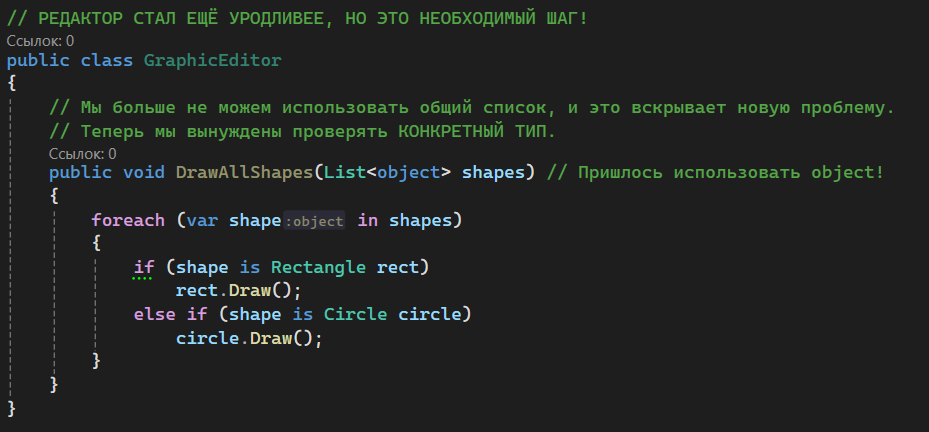 // РЕДАКТОР СТАЛ ЕЩЁ УРОДЛИВЕЕ, НО ЭТО НЕОБХОДИМЫЙ ШАГ!
Ссылок: 0
public class GraphicEditor
{
    // Мы больше не можем использовать общий список, и это вскрывает новую проблему.
    // Теперь мы вынуждены проверять КОНКРЕТНЫЙ ТИП.
    Ссылок: 0
    public void DrawAllShapes(List<object> shapes) // Пришлось использовать object!
    {
        foreach (var shape:object in shapes)
        {
            if (shape is Rectangle rect)
                rect.Draw();
            else if (shape is Circle circle)
                circle.Draw();
        }
    }
}